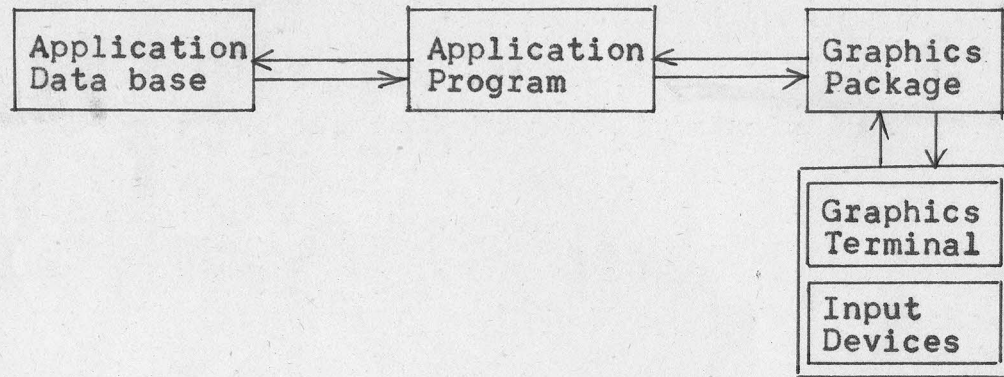 Application
Data base
Application
Program
Graphics
Package
Graphics
Terminal
Input
Devices